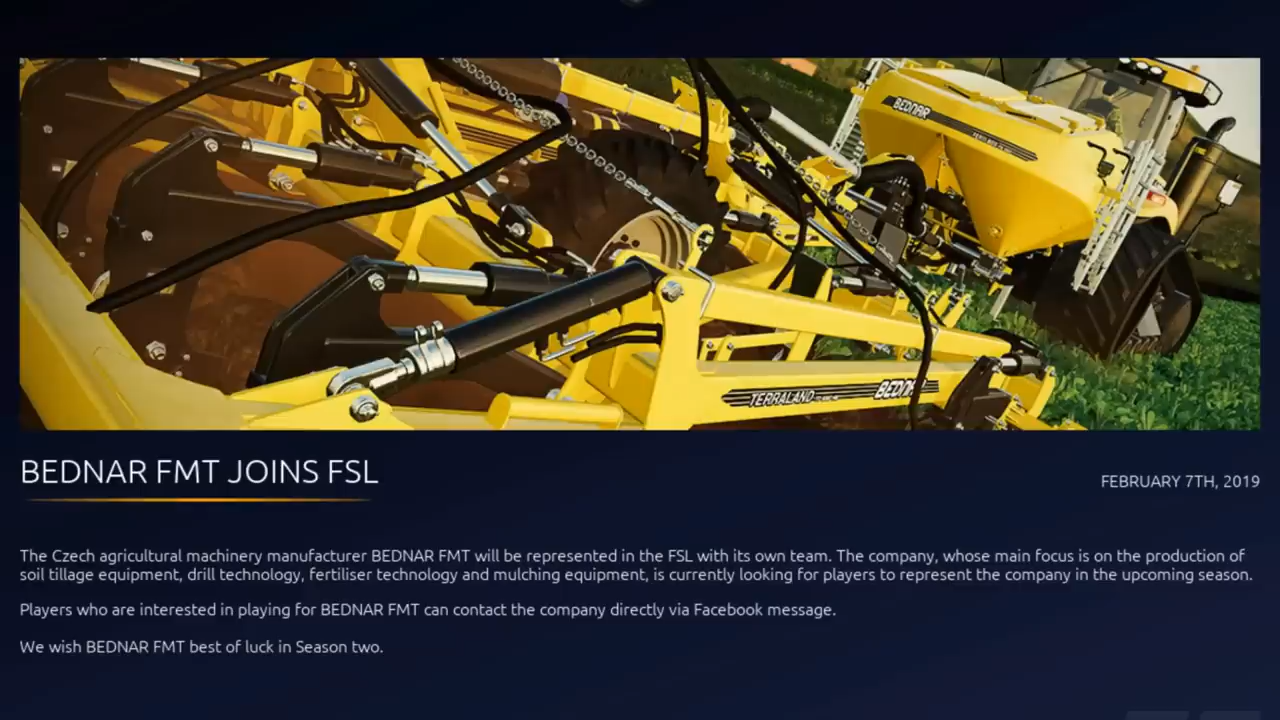 BEDNAR
TERRALAND
BEDNAR
BEDNAR FMT JOINS FSL
FEBRUARY 7TH, 2019
The Czech agricultural machinery manufacturer BEDNAR FMT will be represented in the FSL with its own team. The company, whose main focus is on the production of
soil tillage equipment, drill technology, fertiliser technology and mulching equipment, is currently looking for players to represent the company in the upcoming season.
Players who are interested in playing for BEDNAR FMT can contact the company directly via Facebook message.
We wish BEDNAR FMT best of luck in Season two.